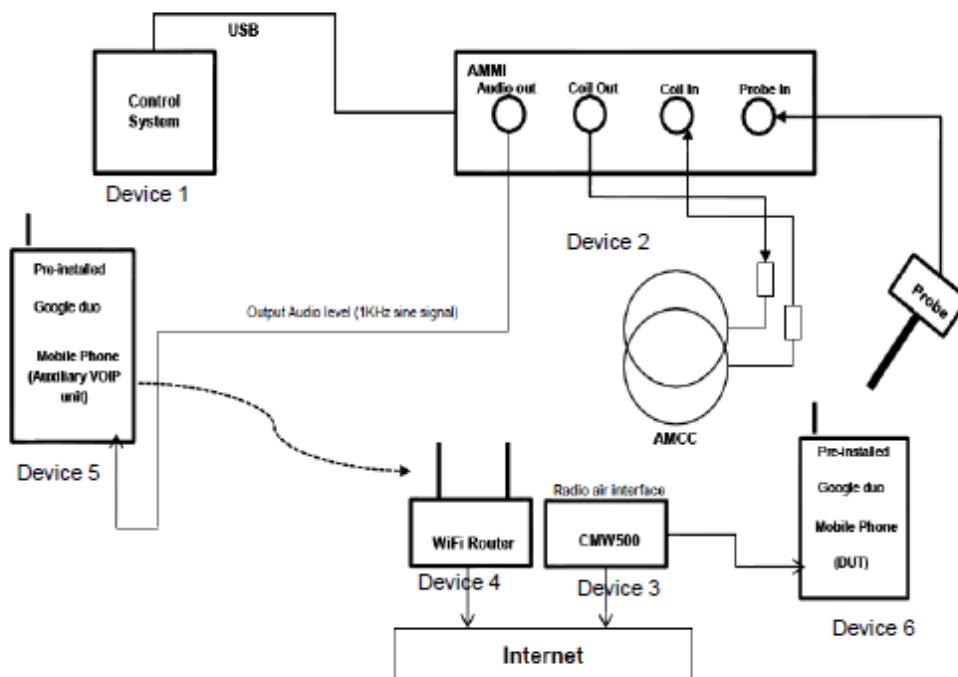 USB
AMMI
Audio out
Coil Out
Coil In
Probe In
Control
System
Device 1
Device 2
Probe
Pre-installed
Google duo
Mobile Phone
(Auxiliary VOIP
unit)
Device 5
Output Audio level (1KHz sine signal)
AMCC
Radio air interface
WiFi Router
Device 4
CMW500
Device 3
Pre-installed
Google duo
Mobile Phone
(DUT)
Device 6
Internet